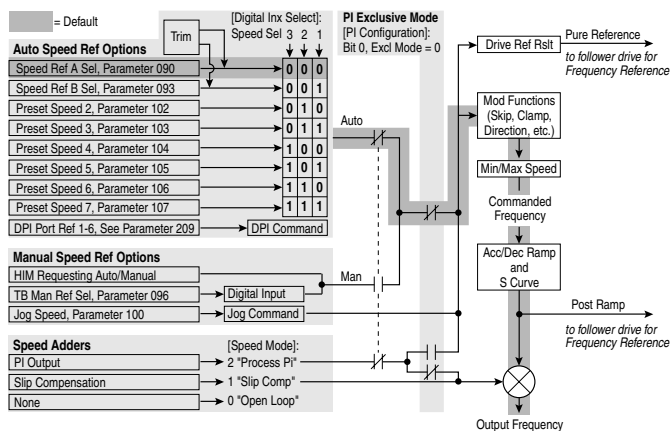 = Default
Trim
[Digital Inx Select]:
Speed Sel 3 2 1
PI Exclusive Mode
[PI Configuration]:
Bit 0, Excl Mode = 0
Auto Speed Ref Options
Speed Ref A Sel, Parameter 090 0 0 0
Speed Ref B Sel, Parameter 093 0 0 1
Preset Speed 2, Parameter 102 0 1 0
Preset Speed 3, Parameter 103 0 1 1
Preset Speed 4, Parameter 104 1 0 0
Preset Speed 5, Parameter 105 1 0 1
Preset Speed 6, Parameter 106 1 1 0
Preset Speed 7, Parameter 107 1 1 1
DPI Port Ref 1-6, See Parameter 209 DPI Command
Auto
Drive Ref Rslt
Pure Reference
to follower drive for
Frequency Reference
Mod Functions
(Skip, Clamp,
Direction, etc.)
Min/Max Speed
Commanded
Frequency
Acc/Dec Ramp
and
S Curve
Manual Speed Ref Options
HIM Requesting Auto/Manual
Man
TB Man Ref Sel, Parameter 096 Digital Input
Jog Speed, Parameter 100 Jog Command
Post Ramp
to follower drive for
Frequency Reference
Speed Adders
[Speed Mode]:
PI Output 2 "Process Pi"
Slip Compensation 1 "Slip Comp"
None 0 "Open Loop"
Output Frequency